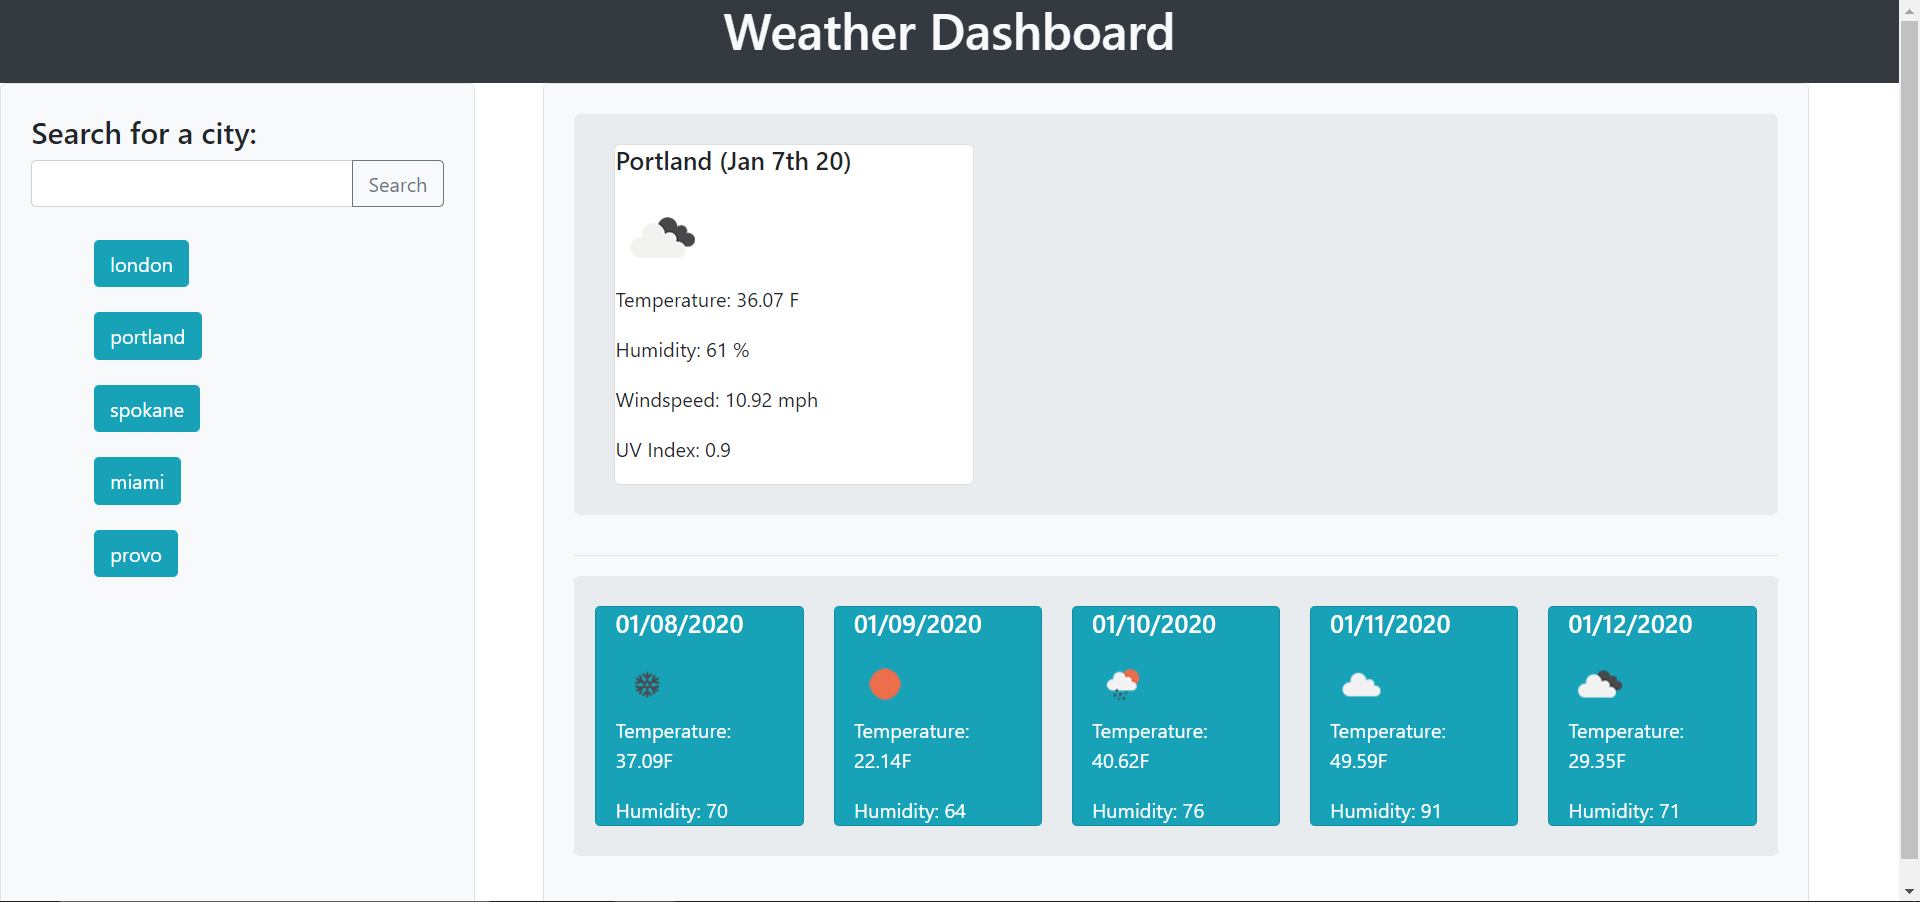 Weather Dashboard
Search for a city:
Search
london
portland
spokane
miami
provo
Portland (Jan 7th 20)
Temperature: 36.07 F
Humidity: 61 %
Windspeed: 10.92 mph
UV Index: 0.9
01/08/2020
Temperature:
37.09F
Humidity: 70
01/09/2020
Temperature:
22.14F
Humidity: 64
01/10/2020
Temperature:
40.62F
Humidity: 76
01/11/2020
Temperature:
49.59F
Humidity: 91
01/12/2020
Temperature:
29.35F
Humidity: 71